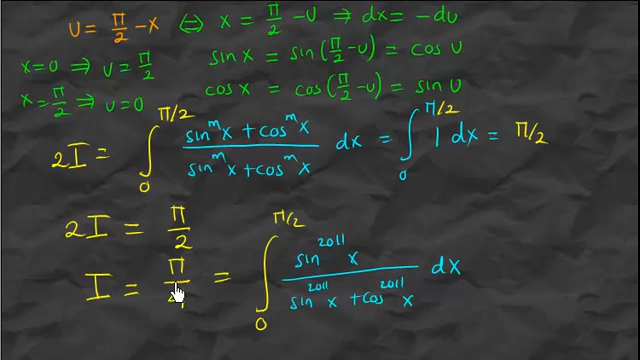 u = π/2 - x ⇔ x = π/2 - u ⇒ dx = -du
x=0 ⇒ u = π/2 sin x = sin(π/2 - u) = cos u
x = π/2 ⇒ u = 0 cos x = cos(π/2 - u) = sin u
2I = ∫₀^{π/2} (sin^m x + cos^m x)/(sin^m x + cos^m x) dx = ∫₀^{π/2} 1 dx = π/2
2I = π/2
I = π/4 = ∫₀^{π/2} sin^{2011} x/(sin^{2011} x + cos^{2011} x) dx